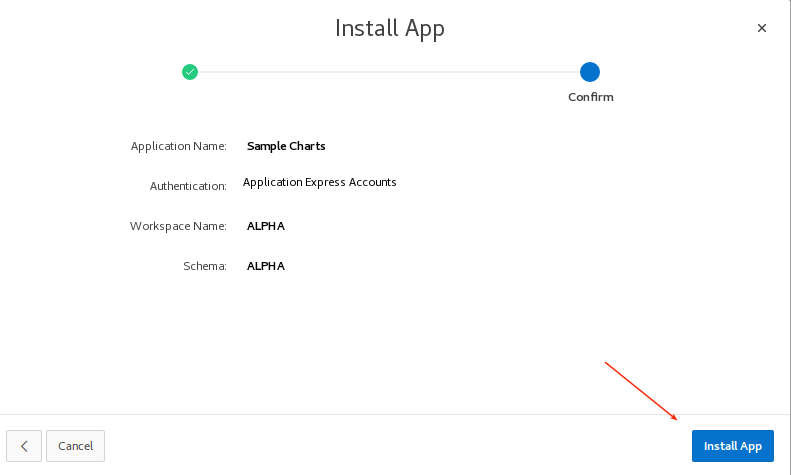 Install App
Confirm
Application Name: Sample Charts
Authentication: Application Express Accounts
Workspace Name: ALPHA
Schema: ALPHA
Cancel
Install App